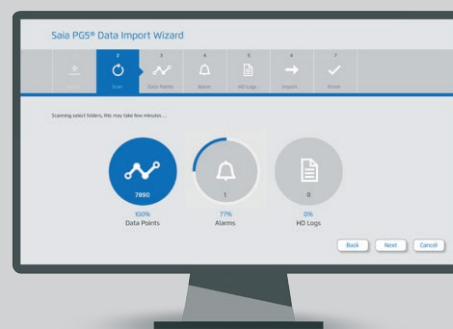 Saia PG5® Data Import Wizard
2 3 4 5 6 7
Scan Data Points Alarm HD Logs Import Finish
Scanning select folders, this may take few minutes ...
7890 1 0
100% 77% 0%
Data Points Alarms HD Logs
Back Next Cancel